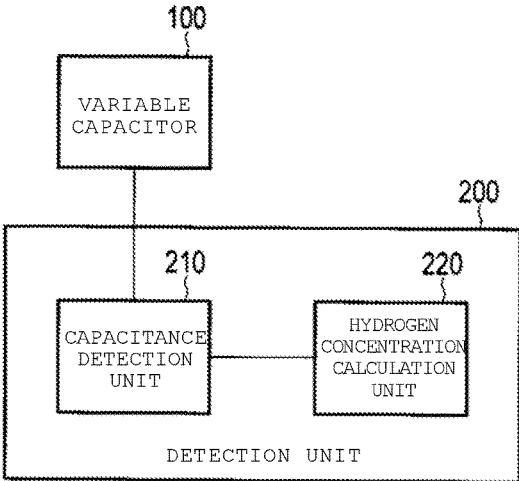 100
VARIABLE
CAPACITOR
200
210
220
CAPACITANCE
DETECTION
UNIT
HYDROGEN
CONCENTRATION
CALCULATION
UNIT
DETECTION UNIT